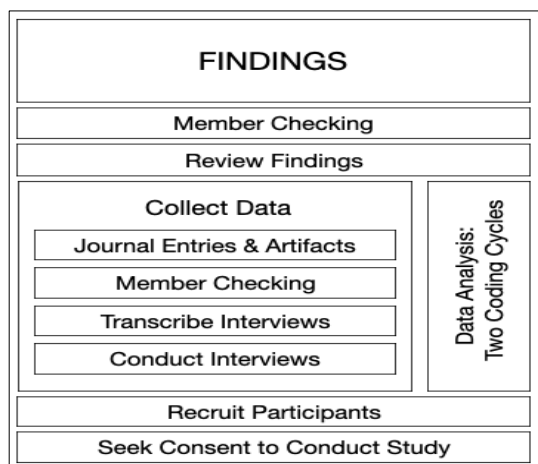 FINDINGS
Member Checking
Review Findings
Collect Data
Journal Entries & Artifacts
Member Checking
Transcribe Interviews
Conduct Interviews
Data Analysis:
Two Coding Cycles
Recruit Participants
Seek Consent to Conduct Study